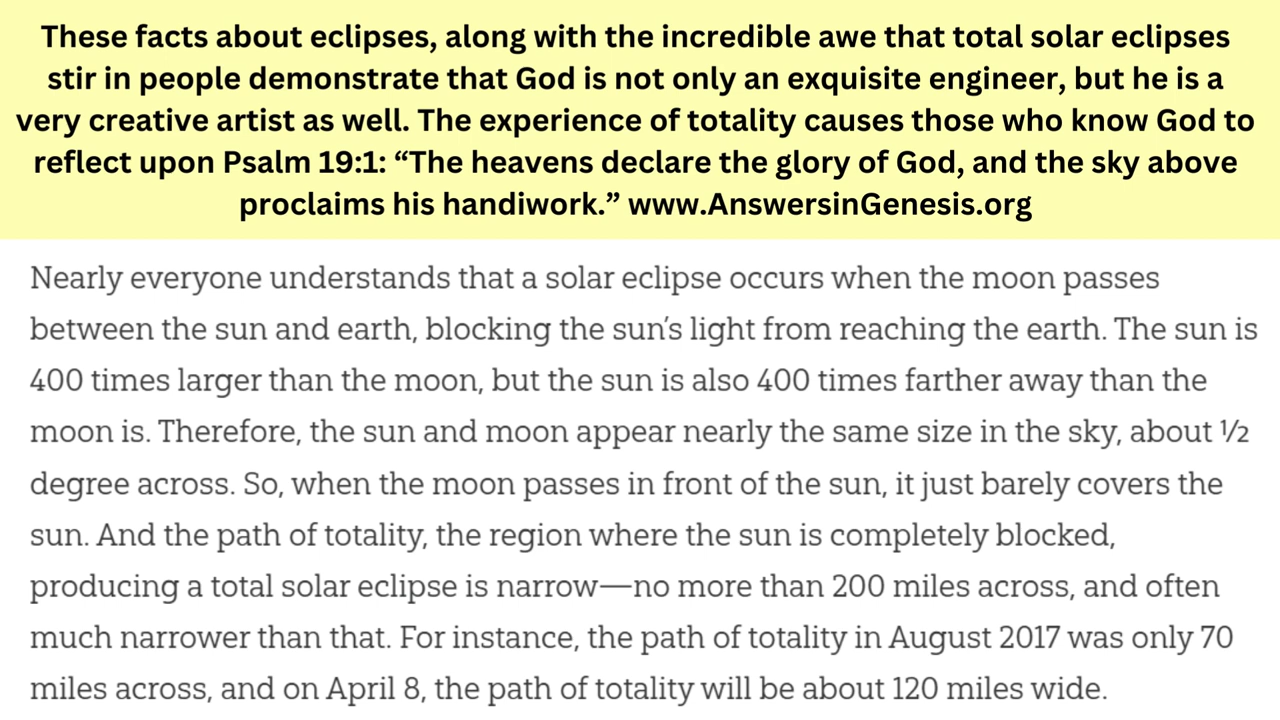 These facts about eclipses, along with the incredible awe that total solar eclipses
stir in people demonstrate that God is not only an exquisite engineer, but he is a
very creative artist as well. The experience of totality causes those who know God to
reflect upon Psalm 19:1: “The heavens declare the glory of God, and the sky above
proclaims his handiwork.” www.AnswersinGenesis.org
Nearly everyone understands that a solar eclipse occurs when the moon passes
between the sun and earth, blocking the sun’s light from reaching the earth. The sun is
400 times larger than the moon, but the sun is also 400 times farther away than the
moon is. Therefore, the sun and moon appear nearly the same size in the sky, about ½
degree across. So, when the moon passes in front of the sun, it just barely covers the
sun. And the path of totality, the region where the sun is completely blocked,
producing a total solar eclipse is narrow—no more than 200 miles across, and often
much narrower than that. For instance, the path of totality in August 2017 was only 70
miles across, and on April 8, the path of totality will be about 120 miles wide.